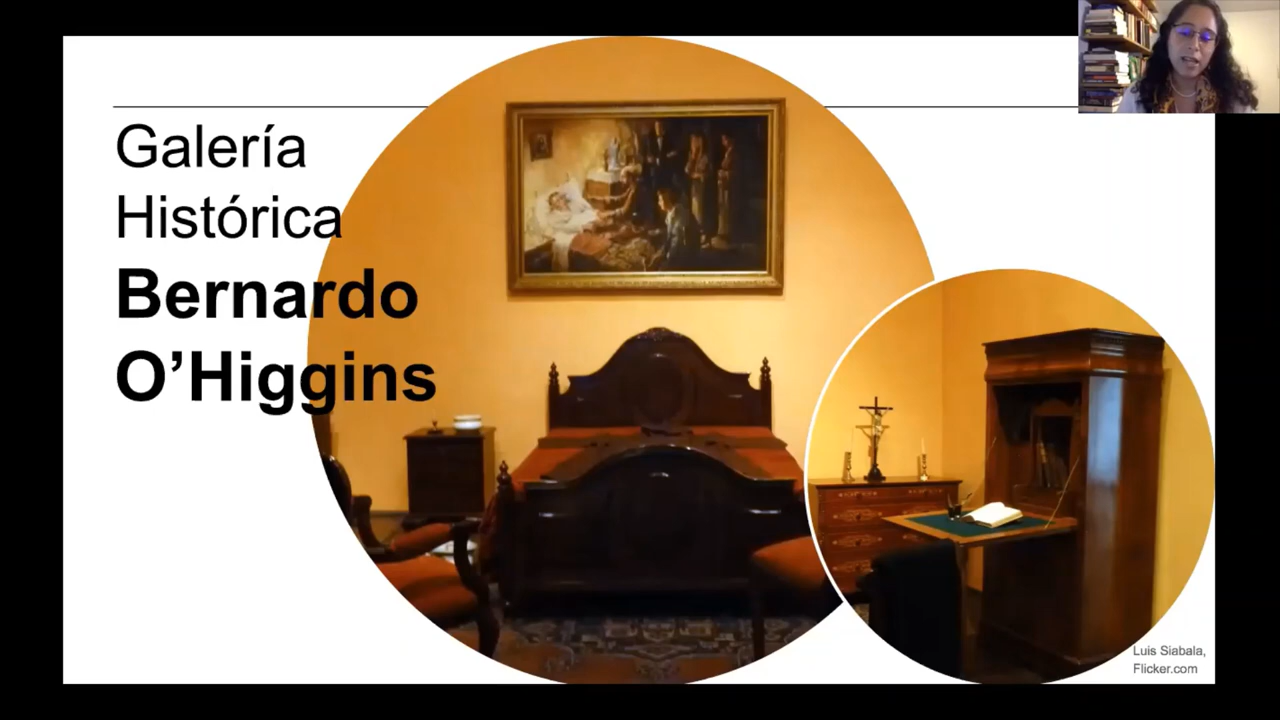 Galería
Histórica
Bernardo
O’Higgins
Luis Siabala,
Flicker.com